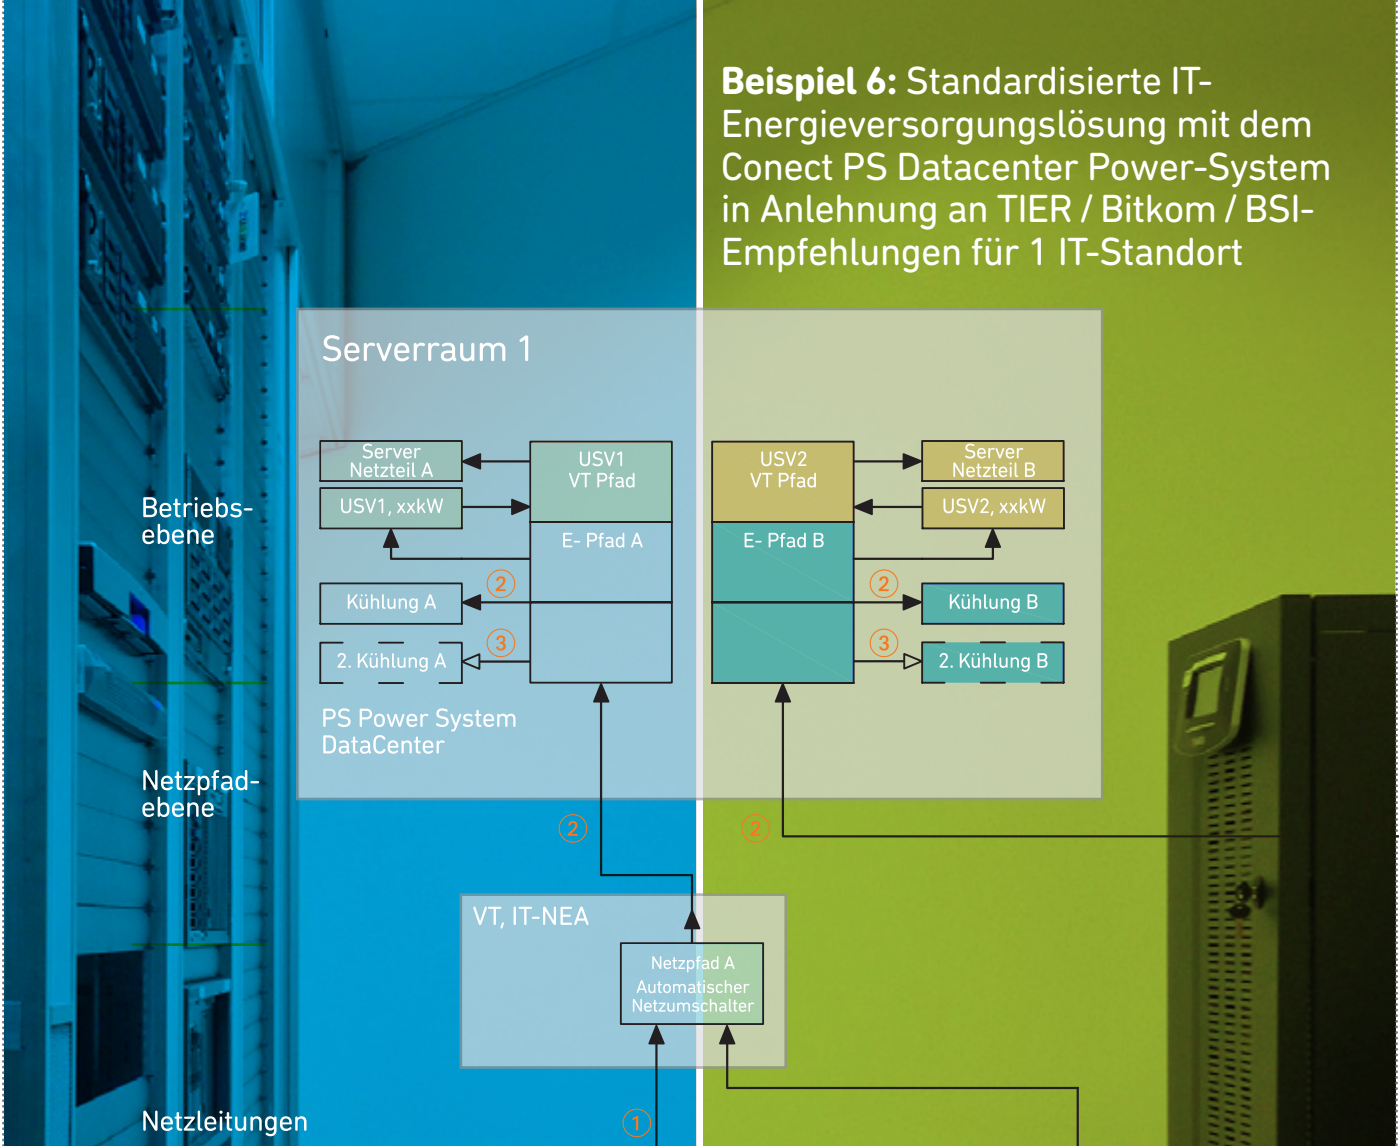 Beispiel 6: Standardisierte IT-
Energieversorgungslösung mit dem
Conect PS Datacenter Power-System
in Anlehnung an TIER / Bitkom / BSI-
Empfehlungen für 1 IT-Standort
Serverraum 1
Server
Netzteil A
USV1
VT Pfad
USV2
VT Pfad
Server
Netzteil B
USV1, xxkW
USV2, xxkW
Betriebs-
ebene
E- Pfad A
E- Pfad B
2
2
Kühlung A
Kühlung B
3
3
2. Kühlung A
2. Kühlung B
PS Power System
DataCenter
Netzpfad-
ebene
2
2
VT, IT-NEA
Netzpfad A
Automatischer
Netzumschalter
Netzleitungen
1